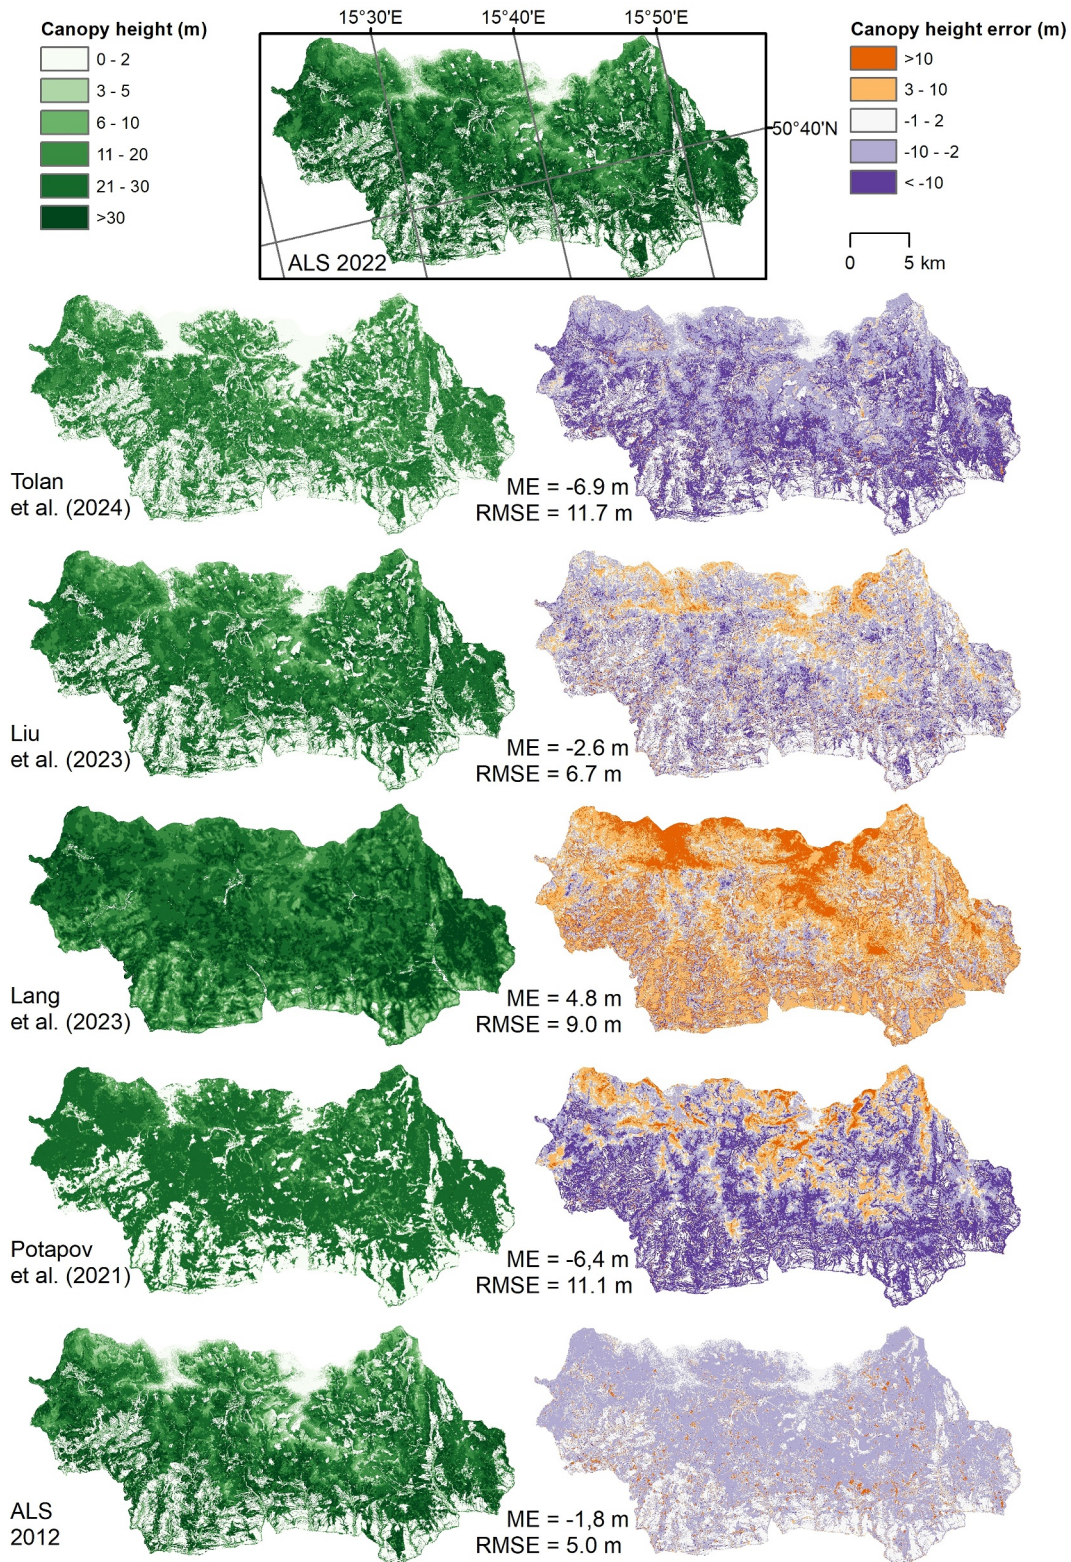 15°30'E
15°40'E
15°50'E
50°40'N
Canopy height (m)
0 - 2
3 - 5
6 - 10
11 - 20
21 - 30
>30
ALS 2022
Canopy height error (m)
>10
3 - 10
-1 - 2
-10 - -2
< -10
0 5 km
Tolan
et al. (2024)
ME = -6.9 m
RMSE = 11.7 m
Liu
et al. (2023)
ME = -2.6 m
RMSE = 6.7 m
Lang
et al. (2023)
ME = 4.8 m
RMSE = 9.0 m
Potapov
et al. (2021)
ME = -6,4 m
RMSE = 11.1 m
ALS
2012
ME = -1,8 m
RMSE = 5.0 m